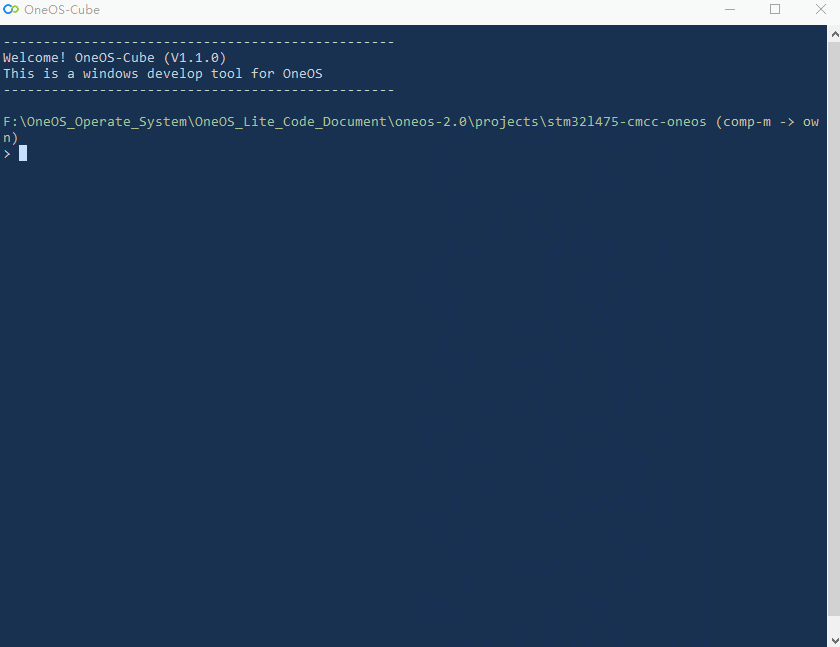 OneOS-Cube
-------------------------------------------------
Welcome! OneOS-Cube (V1.1.0)
This is a windows develop tool for OneOS
-------------------------------------------------
F:\OneOS_Operate_System\OneOS_Lite_Code_Document\oneos-2.0\projects\stm32l475-cmcc-oneos (comp-m -> ow
n)
>